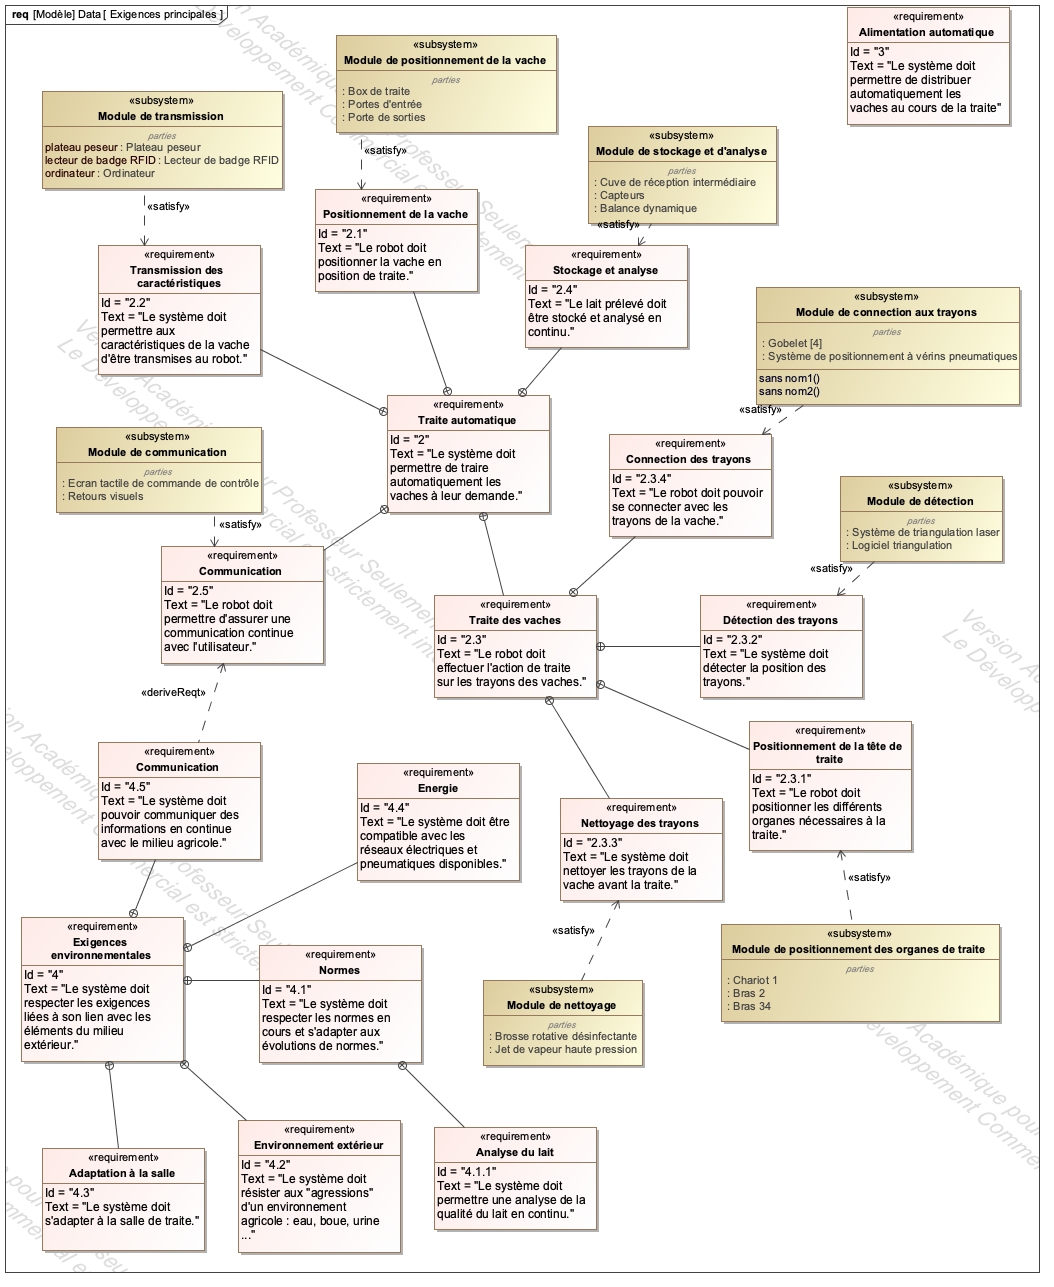 req [Modèle] Data [ Exigences principales ]
«requirement»
Alimentation automatique
Id = "3"
Text = "Le système doit
permettre de distribuer
automatiquement les
vaches au cours de la traite"
«subsystem»
Module de positionnement de la vache
parties
: Box de traite
: Portes d'entrée
: Porte de sorties
«subsystem»
Module de transmission
parties
plateau peseur : Plateau peseur
lecteur de badge RFID : Lecteur de badge RFID
ordinateur : Ordinateur
«subsystem»
Module de stockage et d'analyse
parties
: Cuve de réception intermédiaire
: Capteurs
: Balance dynamique
«satisfy»
«satisfy»
«satisfy»
«requirement»
Positionnement de la vache
Id = "2.1"
Text = "Le robot doit
positionner la vache en
position de traite."
«requirement»
Transmission des
caractéristiques
Id = "2.2"
Text = "Le système doit
permettre aux
caractéristiques de la vache
d'être transmises au robot."
«requirement»
Stockage et analyse
Id = "2.4"
Text = "Le lait prélevé doit
être stocké et analysé en
continu."
«subsystem»
Module de connection aux trayons
parties
: Gobelet [4]
: Système de positionnement à vérins pneumatiques
sans nom1()
sans nom2()
«satisfy»
«requirement»
Traite automatique
Id = "2"
Text = "Le système doit
permettre de traire
automatiquement les
vaches à leur demande."
«subsystem»
Module de communication
parties
: Ecran tactile de commande de contrôle
: Retours visuels
«satisfy»
«requirement»
Connection des trayons
Id = "2.3.4"
Text = "Le robot doit pouvoir
se connecter avec les
trayons de la vache."
«subsystem»
Module de détection
parties
: Système de triangulation laser
: Logiciel triangulation
«satisfy»
«requirement»
Communication
Id = "2.5"
Text = "Le robot doit
permettre d'assurer une
communication continue
avec l'utilisateur."
«requirement»
Traite des vaches
Id = "2.3"
Text = "Le robot doit
effectuer l'action de traite
sur les trayons des vaches."
«requirement»
Détection des trayons
Id = "2.3.2"
Text = "Le système doit
détecter la position des
trayons."
«deriveReqt»
«requirement»
Positionnement de la tête de
traite
Id = "2.3.1"
Text = "Le robot doit
positionner les différents
organes nécessaires à la
traite."
«requirement»
Communication
Id = "4.5"
Text = "Le système doit
pouvoir communiquer des
informations en continue
avec le milieu agricole."
«requirement»
Energie
Id = "4.4"
Text = "Le système doit être
compatible avec les
réseaux électriques et
pneumatiques disponibles."
«requirement»
Nettoyage des trayons
Id = "2.3.3"
Text = "Le système doit
nettoyer les trayons de la
vache avant la traite."
«satisfy»
«satisfy»
«requirement»
Exigences
environnementales
Id = "4"
Text = "Le système doit
respecter les exigences
liées à son lien avec les
éléments du milieu
extérieur."
«requirement»
Normes
Id = "4.1"
Text = "Le système doit
respecter les normes en
cours et s'adapter aux
évolutions de normes."
«subsystem»
Module de positionnement des organes de traite
parties
: Chariot 1
: Bras 2
: Bras 34
«subsystem»
Module de nettoyage
parties
: Brosse rotative désinfectante
: Jet de vapeur haute pression
«requirement»
Adaptation à la salle
Id = "4.3"
Text = "Le système doit
s'adapter à la salle de traite."
«requirement»
Environnement extérieur
Id = "4.2"
Text = "Le système doit
résister aux "agressions"
d'un environnement
agricole : eau, boue, urine
..."
«requirement»
Analyse du lait
Id = "4.1.1"
Text = "Le système doit
permettre une analyse de la
qualité du lait en continu."